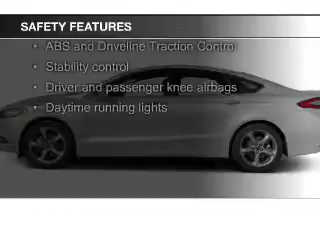 SAFETY FEATURES
• ABS and Driveline Traction Control
• Stability control
• Driver and passenger knee airbags
• Daytime running lights